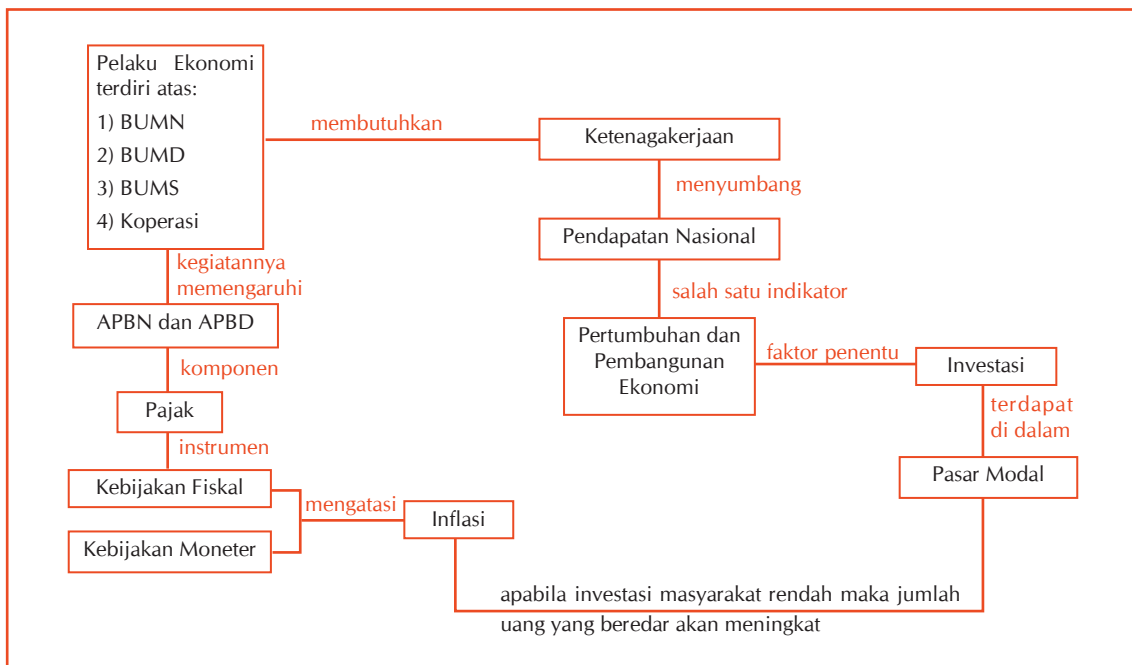 Pelaku Ekonomi
terdiri atas:
1) BUMN
2) BUMD
3) BUMS
4) Koperasi
membutuhkan
Ketenagakerjaan
menyumbang
Pendapatan Nasional
salah satu indikator
Pertumbuhan dan
Pembangunan
Ekonomi
faktor penentu
Investasi
terdapat
di dalam
Pasar Modal
kegiatannya
memengaruhi
APBN dan APBD
komponen
Pajak
instrumen
Kebijakan Fiskal
Kebijakan Moneter
mengatasi
Inflasi
apabila investasi masyarakat rendah maka jumlah
uang yang beredar akan meningkat